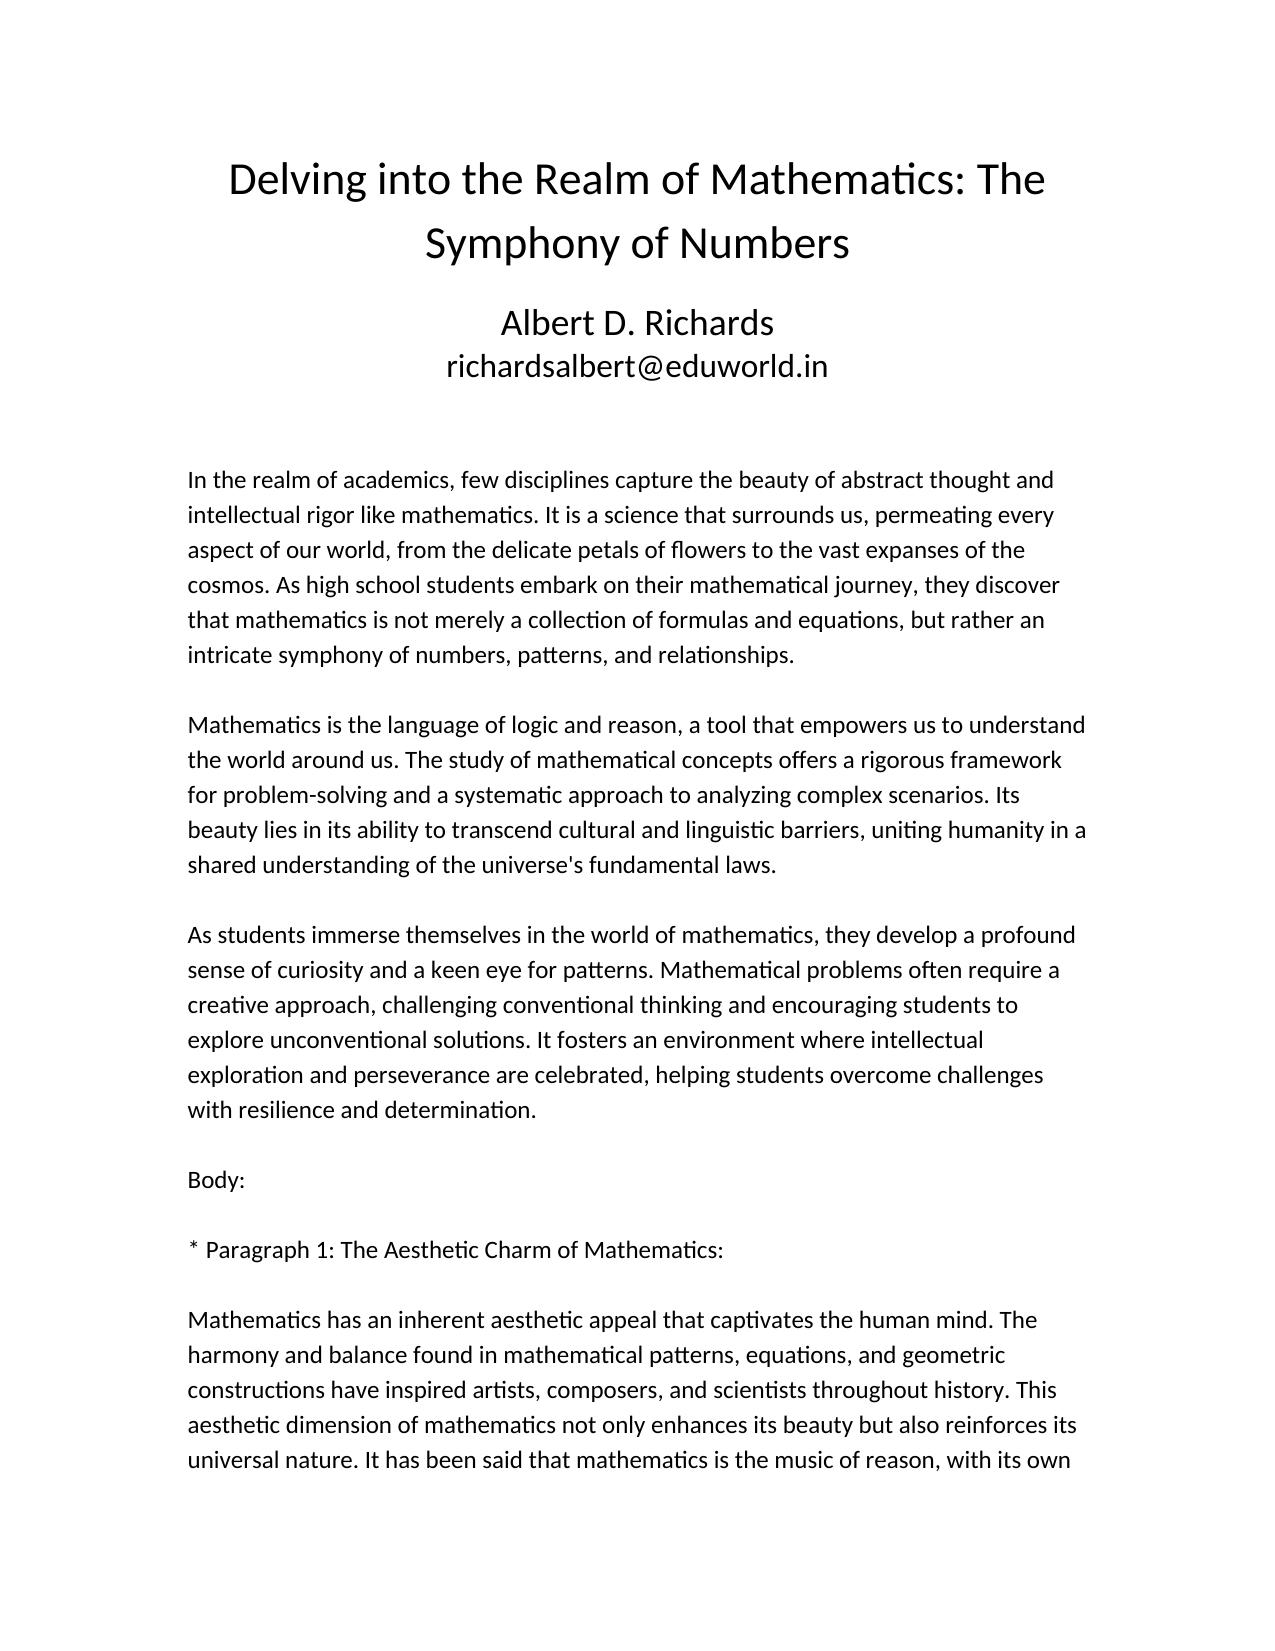 Delving into the Realm of Mathematics: The
Symphony of Numbers
Albert D. Richards
richardsalbert@eduworld.in
In the realm of academics, few disciplines capture the beauty of abstract thought and
intellectual rigor like mathematics. It is a science that surrounds us, permeating every
aspect of our world, from the delicate petals of flowers to the vast expanses of the
cosmos. As high school students embark on their mathematical journey, they discover
that mathematics is not merely a collection of formulas and equations, but rather an
intricate symphony of numbers, patterns, and relationships.
Mathematics is the language of logic and reason, a tool that empowers us to understand
the world around us. The study of mathematical concepts offers a rigorous framework
for problem-solving and a systematic approach to analyzing complex scenarios. Its
beauty lies in its ability to transcend cultural and linguistic barriers, uniting humanity in a
shared understanding of the universe's fundamental laws.
As students immerse themselves in the world of mathematics, they develop a profound
sense of curiosity and a keen eye for patterns. Mathematical problems often require a
creative approach, challenging conventional thinking and encouraging students to
explore unconventional solutions. It fosters an environment where intellectual
exploration and perseverance are celebrated, helping students overcome challenges
with resilience and determination.
Body:
* Paragraph 1: The Aesthetic Charm of Mathematics:
Mathematics has an inherent aesthetic appeal that captivates the human mind. The
harmony and balance found in mathematical patterns, equations, and geometric
constructions have inspired artists, composers, and scientists throughout history. This
aesthetic dimension of mathematics not only enhances its beauty but also reinforces its
universal nature. It has been said that mathematics is the music of reason, with its own